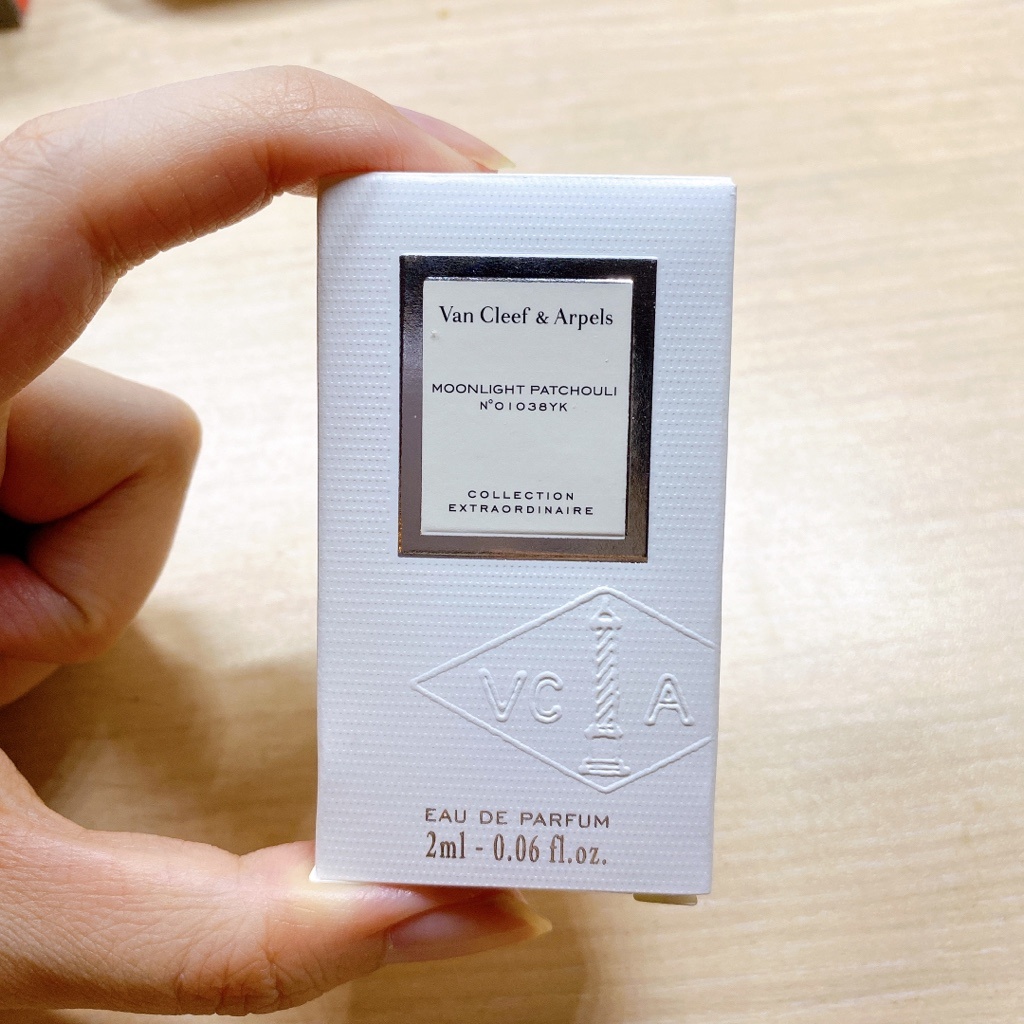 Van Cleef & Arpels
MOONLIGHT PATCHOULI
N°01038YK
COLLECTION
EXTRAORDINAIRE
VC A
EAU DE PARFUM
2ml - 0.06 fl.oz.